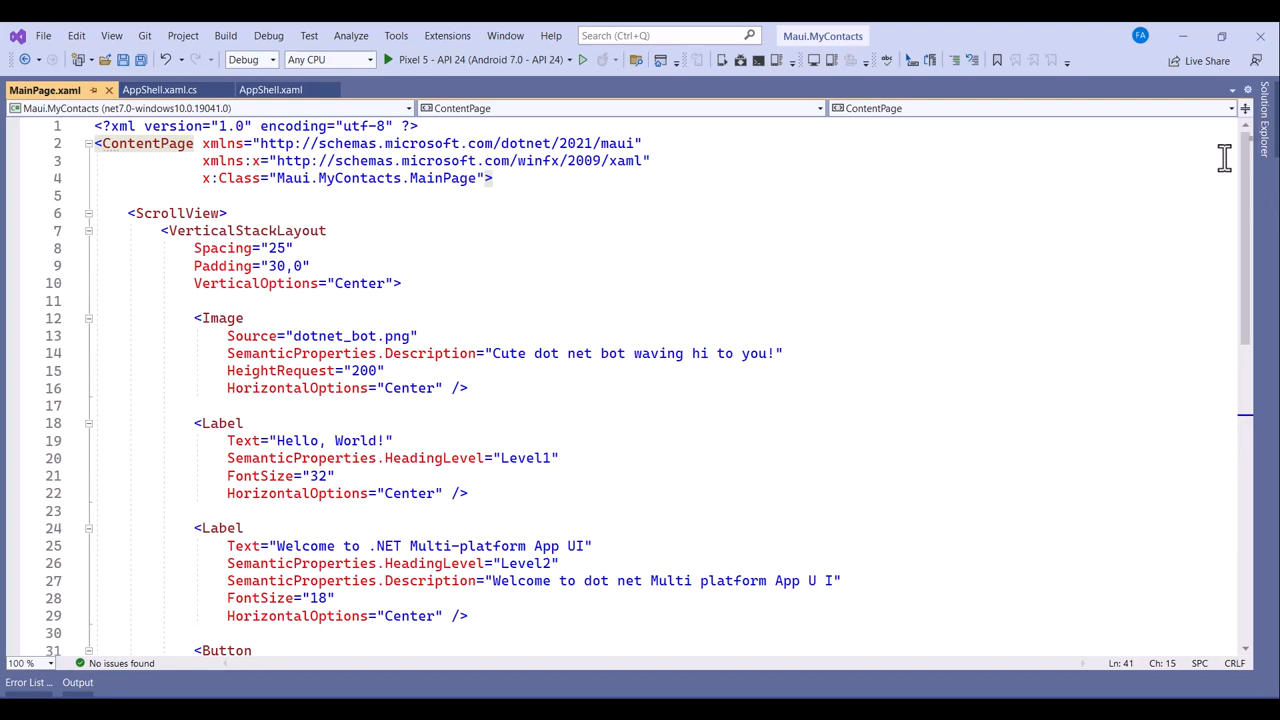 File Edit View Git Project Build Debug Test Analyze Tools Extensions Window Help Search (Ctrl+Q) Maui.MyContacts FA
Debug Any CPU Pixel 5 - API 24 (Android 7.0 - API 24) Live Share
MainPage.xaml AppShell.xaml.cs AppShell.xaml
Maui.MyContacts (net7.0-windows10.0.19041.0) ContentPage ContentPage
1 <?xml version="1.0" encoding="utf-8" ?>
2 <ContentPage xmlns="http://schemas.microsoft.com/dotnet/2021/maui"
3 xmlns:x="http://schemas.microsoft.com/winfx/2009/xaml"
4 x:Class="Maui.MyContacts.MainPage">
5
6 <ScrollView>
7 <VerticalStackLayout
8 Spacing="25"
9 Padding="30,0"
10 VerticalOptions="Center">
11
12 <Image
13 Source="dotnet_bot.png"
14 SemanticProperties.Description="Cute dot net bot waving hi to you!"
15 HeightRequest="200"
16 HorizontalOptions="Center" />
17
18 <Label
19 Text="Hello, World!"
20 SemanticProperties.HeadingLevel="Level1"
21 FontSize="32"
22 HorizontalOptions="Center" />
23
24 <Label
25 Text="Welcome to .NET Multi-platform App UI"
26 SemanticProperties.HeadingLevel="Level2"
27 SemanticProperties.Description="Welcome to dot net Multi platform App U I"
28 FontSize="18"
29 HorizontalOptions="Center" />
30
31 <Button
100 % No issues found Ln: 41 Ch: 15 SPC CRLF
Error List ... Output
Solution Explorer